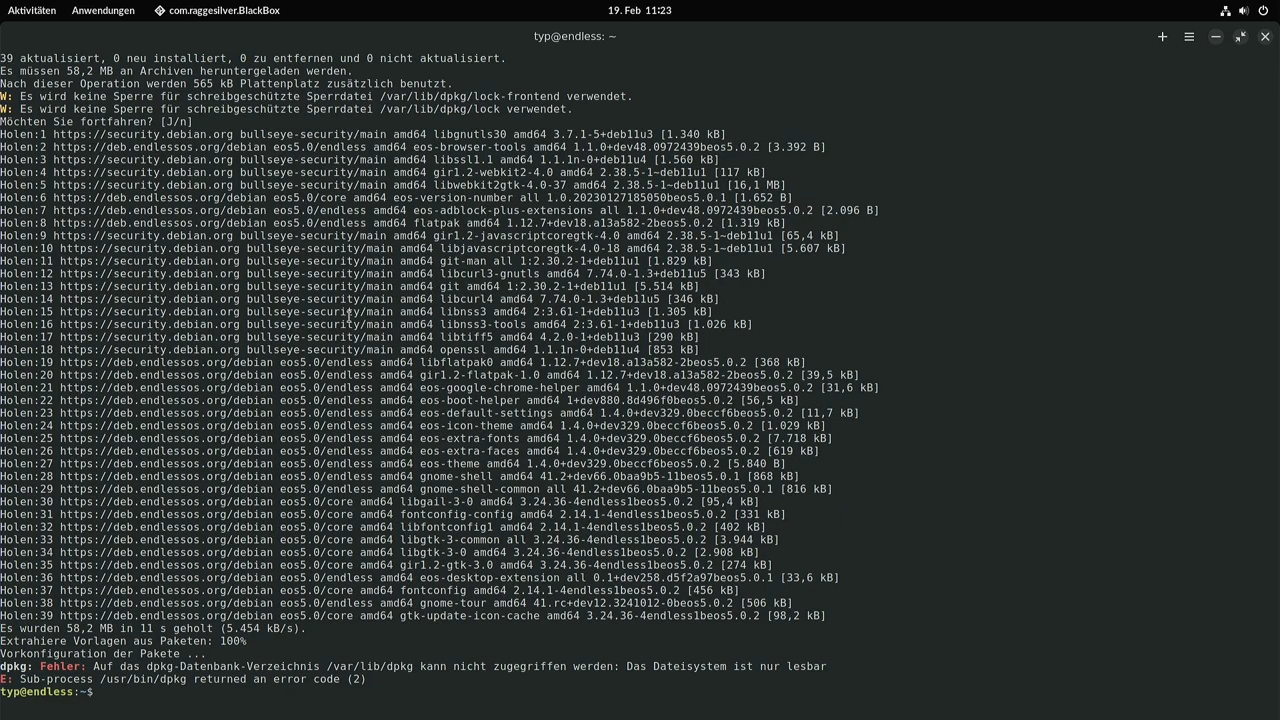 Aktivitäten Anwendungen com.raggesilver.BlackBox 19. Feb 11:23
typ@endless: ~
39 aktualisiert, 0 neu installiert, 0 zu entfernen und 0 nicht aktualisiert.
Es müssen 58,2 MB an Archiven heruntergeladen werden.
Nach dieser Operation werden 565 kB Plattenplatz zusätzlich benutzt.
W: Es wird keine Sperre für schreibgeschützte Sperrdatei /var/lib/dpkg/lock-frontend verwendet.
W: Es wird keine Sperre für schreibgeschützte Sperrdatei /var/lib/dpkg/lock verwendet.
Möchten Sie fortfahren? [J/n]
Holen:1 https://security.debian.org bullseye-security/main amd64 libgnutls30 amd64 3.7.1-5+deb11u3 [1.340 kB]
Holen:2 https://deb.endlessos.org/debian eos5.0/endless amd64 eos-browser-tools amd64 1.1.0+dev48.0972439beos5.0.2 [3.392 B]
Holen:3 https://security.debian.org bullseye-security/main amd64 libssl1.1 amd64 1.1.1n-0+deb11u4 [1.560 kB]
Holen:4 https://security.debian.org bullseye-security/main amd64 gir1.2-webkit2-4.0 amd64 2.38.5-1~deb11u1 [117 kB]
Holen:5 https://security.debian.org bullseye-security/main amd64 libwebkit2gtk-4.0-37 amd64 2.38.5-1~deb11u1 [16,1 MB]
Holen:6 https://deb.endlessos.org/debian eos5.0/core amd64 eos-version-number all 1.0.20230127185050beos5.0.1 [1.652 B]
Holen:7 https://deb.endlessos.org/debian eos5.0/endless amd64 eos-adblock-plus-extensions all 1.1.0+dev48.0972439beos5.0.2 [2.096 B]
Holen:8 https://deb.endlessos.org/debian eos5.0/endless amd64 flatpak amd64 1.12.7+dev18.a13a582-2beos5.0.2 [1.319 kB]
Holen:9 https://security.debian.org bullseye-security/main amd64 gir1.2-javascriptcoregtk-4.0 amd64 2.38.5-1~deb11u1 [65,4 kB]
Holen:10 https://security.debian.org bullseye-security/main amd64 libjavascriptcoregtk-4.0-18 amd64 2.38.5-1~deb11u1 [5.607 kB]
Holen:11 https://security.debian.org bullseye-security/main amd64 git-man all 1:2.30.2-1+deb11u1 [1.829 kB]
Holen:12 https://security.debian.org bullseye-security/main amd64 libcurl3-gnutls amd64 7.74.0-1.3+deb11u5 [343 kB]
Holen:13 https://security.debian.org bullseye-security/main amd64 git amd64 1:2.30.2-1+deb11u1 [5.514 kB]
Holen:14 https://security.debian.org bullseye-security/main amd64 libcurl4 amd64 7.74.0-1.3+deb11u5 [346 kB]
Holen:15 https://security.debian.org bullseye-security/main amd64 libnss3 amd64 2:3.61-1+deb11u3 [1.305 kB]
Holen:16 https://security.debian.org bullseye-security/main amd64 libnss3-tools amd64 2:3.61-1+deb11u3 [1.026 kB]
Holen:17 https://security.debian.org bullseye-security/main amd64 libtiff5 amd64 4.2.0-1+deb11u3 [290 kB]
Holen:18 https://security.debian.org bullseye-security/main amd64 openssl amd64 1.1.1n-0+deb11u4 [853 kB]
Holen:19 https://deb.endlessos.org/debian eos5.0/endless amd64 libflatpak0 amd64 1.12.7+dev18.a13a582-2beos5.0.2 [368 kB]
Holen:20 https://deb.endlessos.org/debian eos5.0/endless amd64 gir1.2-flatpak-1.0 amd64 1.12.7+dev18.a13a582-2beos5.0.2 [39,5 kB]
Holen:21 https://deb.endlessos.org/debian eos5.0/endless amd64 eos-google-chrome-helper amd64 1.1.0+dev48.0972439beos5.0.2 [31,6 kB]
Holen:22 https://deb.endlessos.org/debian eos5.0/endless amd64 eos-boot-helper amd64 1+dev880.8d496f0beos5.0.2 [56,5 kB]
Holen:23 https://deb.endlessos.org/debian eos5.0/endless amd64 eos-default-settings amd64 1.4.0+dev329.0beccf6beos5.0.2 [11,7 kB]
Holen:24 https://deb.endlessos.org/debian eos5.0/endless amd64 eos-icon-theme amd64 1.4.0+dev329.0beccf6beos5.0.2 [1.029 kB]
Holen:25 https://deb.endlessos.org/debian eos5.0/endless amd64 eos-extra-fonts amd64 1.4.0+dev329.0beccf6beos5.0.2 [7.718 kB]
Holen:26 https://deb.endlessos.org/debian eos5.0/endless amd64 eos-extra-faces amd64 1.4.0+dev329.0beccf6beos5.0.2 [619 kB]
Holen:27 https://deb.endlessos.org/debian eos5.0/endless amd64 eos-theme amd64 1.4.0+dev329.0beccf6beos5.0.2 [5.840 B]
Holen:28 https://deb.endlessos.org/debian eos5.0/endless amd64 gnome-shell amd64 41.2+dev66.0baa9b5-11beos5.0.1 [868 kB]
Holen:29 https://deb.endlessos.org/debian eos5.0/endless amd64 gnome-shell-common all 41.2+dev66.0baa9b5-11beos5.0.1 [816 kB]
Holen:30 https://deb.endlessos.org/debian eos5.0/core amd64 libgail-3-0 amd64 3.24.36-4endless1beos5.0.2 [95,4 kB]
Holen:31 https://deb.endlessos.org/debian eos5.0/core amd64 fontconfig-config amd64 2.14.1-4endless1beos5.0.2 [331 kB]
Holen:32 https://deb.endlessos.org/debian eos5.0/core amd64 libfontconfig1 amd64 2.14.1-4endless1beos5.0.2 [402 kB]
Holen:33 https://deb.endlessos.org/debian eos5.0/core amd64 libgtk-3-common all 3.24.36-4endless1beos5.0.2 [3.944 kB]
Holen:34 https://deb.endlessos.org/debian eos5.0/core amd64 libgtk-3-0 amd64 3.24.36-4endless1beos5.0.2 [2.908 kB]
Holen:35 https://deb.endlessos.org/debian eos5.0/core amd64 gir1.2-gtk-3.0 amd64 3.24.36-4endless1beos5.0.2 [274 kB]
Holen:36 https://deb.endlessos.org/debian eos5.0/endless amd64 eos-desktop-extension all 0.1+dev258.d5f2a97beos5.0.1 [33,6 kB]
Holen:37 https://deb.endlessos.org/debian eos5.0/core amd64 fontconfig amd64 2.14.1-4endless1beos5.0.2 [456 kB]
Holen:38 https://deb.endlessos.org/debian eos5.0/endless amd64 gnome-tour amd64 41.rc+dev12.3241012-0beos5.0.2 [506 kB]
Holen:39 https://deb.endlessos.org/debian eos5.0/core amd64 gtk-update-icon-cache amd64 3.24.36-4endless1beos5.0.2 [98,2 kB]
Es wurden 58,2 MB in 11 s geholt (5.454 kB/s).
Extrahiere Vorlagen aus Paketen: 100%
Vorkonfiguration der Pakete ...
dpkg: Fehler: Auf das dpkg-Datenbank-Verzeichnis /var/lib/dpkg kann nicht zugegriffen werden: Das Dateisystem ist nur lesbar
E: Sub-process /usr/bin/dpkg returned an error code (2)
typ@endless:~$